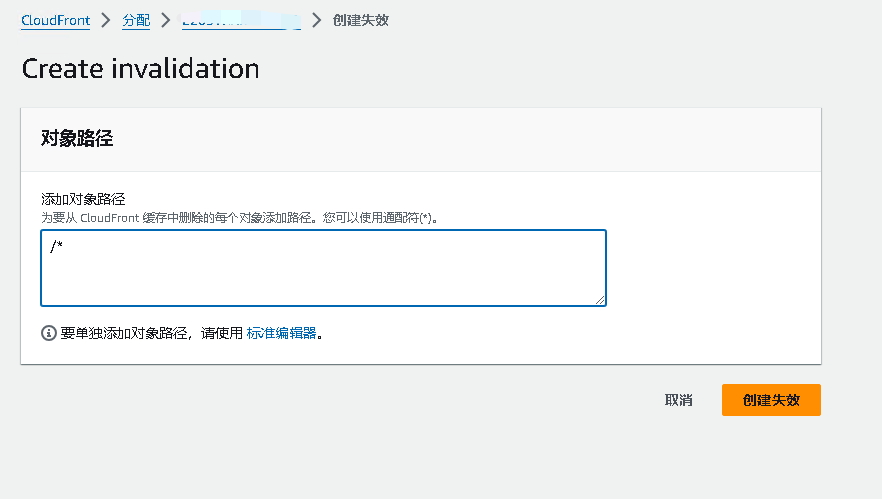 CloudFront > 分配 > > 创建失效
Create invalidation
对象路径
添加对象路径
为要从 CloudFront 缓存中删除的每个对象添加路径。您可以使用通配符(*)。
/*
要单独添加对象路径，请使用 标准编辑器。
取消 创建失效